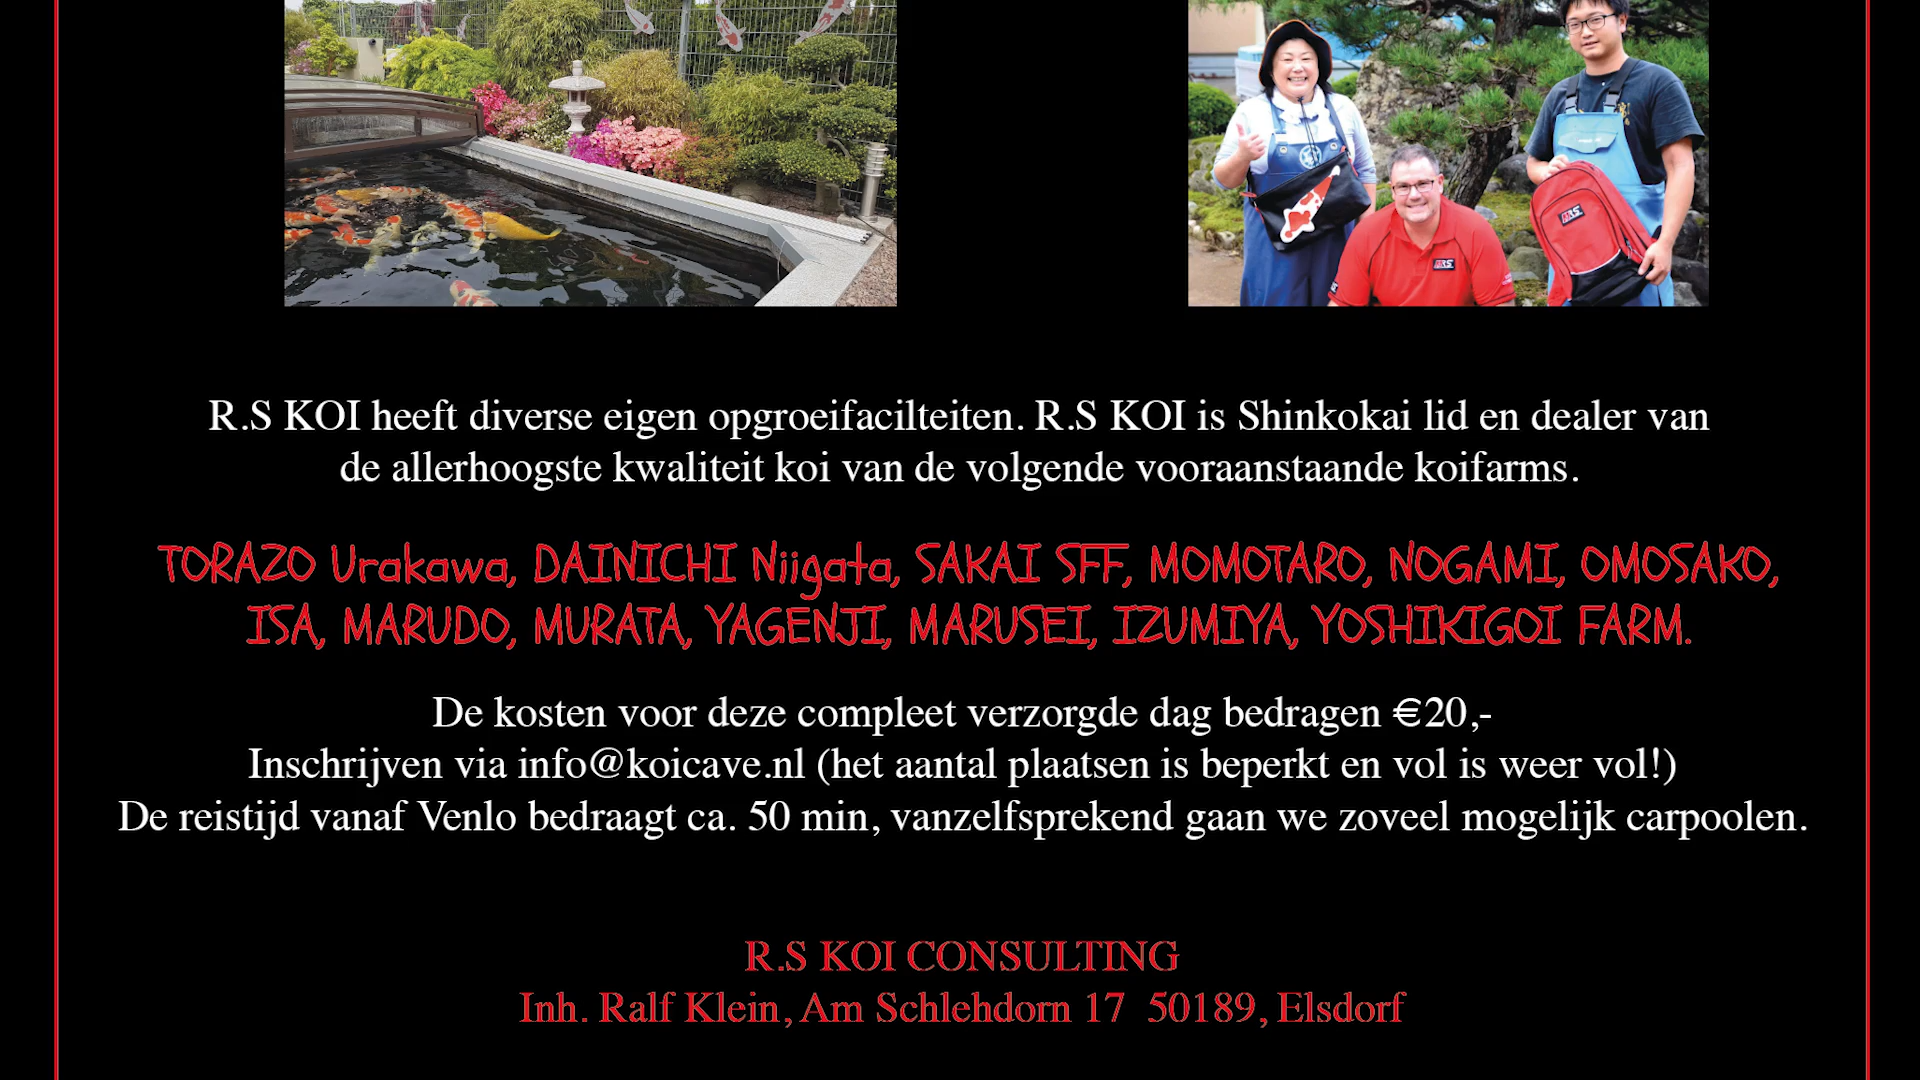 R.S KOI heeft diverse eigen opgroeifacilteiten. R.S KOI is Shinkokai lid en dealer van
de allerhoogste kwaliteit koi van de volgende vooraanstaande koifarms.
TORAZO Urakawa, DAINICHI Niigata, SAKAI SFF, MOMOTARO, NOGAMI, OMOSAKO,
ISA, MARUDO, MURATA, YAGENJI, MARUSEI, IZUMIYA, YOSHIKIGOI FARM.
De kosten voor deze compleet verzorgde dag bedragen €20,-
Inschrijven via info@koicave.nl (het aantal plaatsen is beperkt en vol is weer vol!)
De reistijd vanaf Venlo bedraagt ca. 50 min, vanzelfsprekend gaan we zoveel mogelijk carpoolen.
R.S KOI CONSULTING
Inh. Ralf Klein, Am Schlehdorn 17  50189, Elsdorf